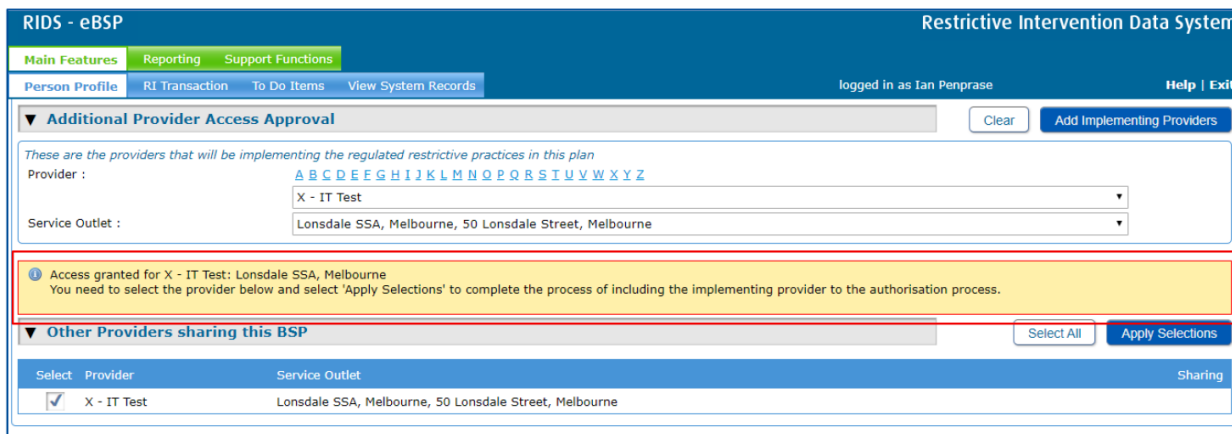 RIDS - eBSP Restrictive Intervention Data System
Main Features Reporting Support Functions
Person Profile RI Transaction To Do Items View System Records logged in as Ian Penprase Help | Exit
▼ Additional Provider Access Approval Clear Add Implementing Providers
These are the providers that will be implementing the regulated restrictive practices in this plan
Provider : A B C D E F G H I J K L M N O P Q R S T U V W X Y Z
X - IT Test
Service Outlet : Lonsdale SSA, Melbourne, 50 Lonsdale Street, Melbourne
Access granted for X - IT Test: Lonsdale SSA, Melbourne
You need to select the provider below and select 'Apply Selections' to complete the process of including the implementing provider to the authorisation process.
▼ Other Providers sharing this BSP Select All Apply Selections
Select Provider Service Outlet Sharing
X - IT Test Lonsdale SSA, Melbourne, 50 Lonsdale Street, Melbourne